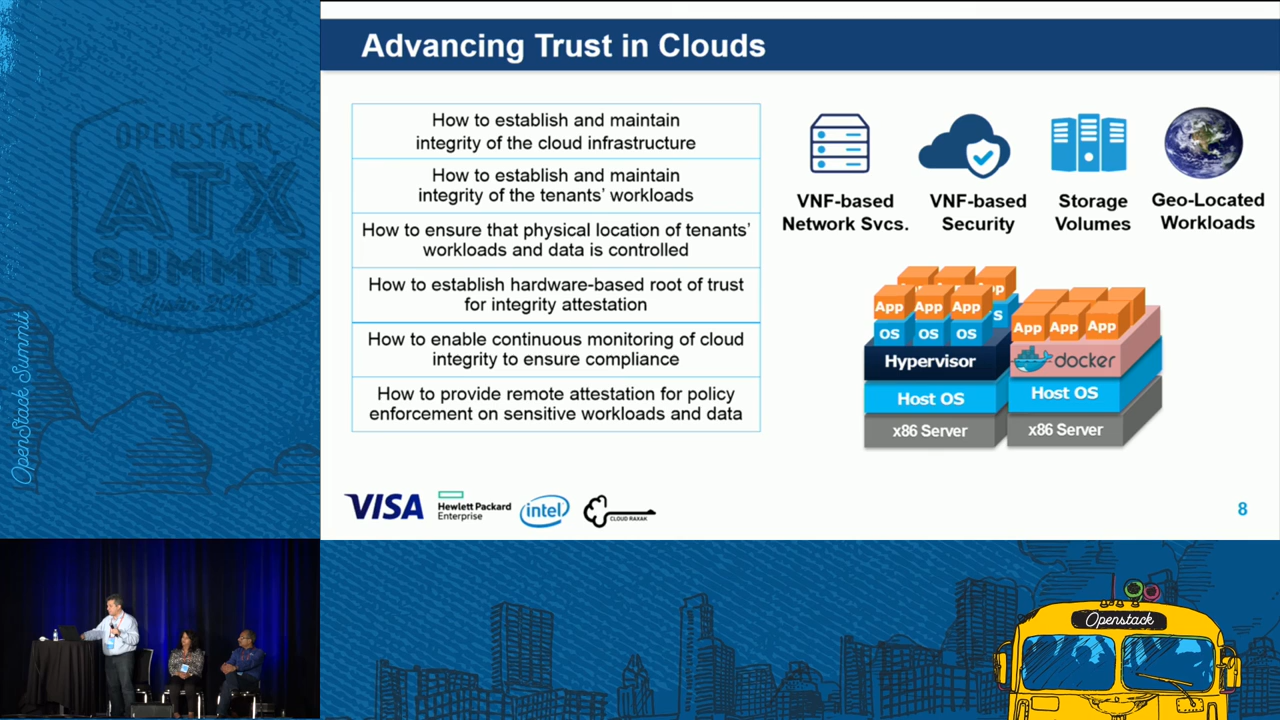 OPENSTACK
ATX
SUMMIT
Austin
OpenStack Summit
Advancing Trust in Clouds
How to establish and maintain
integrity of the cloud infrastructure
How to establish and maintain
integrity of the tenants' workloads
How to ensure that physical location of tenants'
workloads and data is controlled
How to establish hardware-based root of trust
for integrity attestation
How to enable continuous monitoring of cloud
integrity to ensure compliance
How to provide remote attestation for policy
enforcement on sensitive workloads and data
VNF-based
Network Svcs.
VNF-based
Security
Storage
Volumes
Geo-Located
Workloads
App App App
OS OS OS
Hypervisor
Host OS
x86 Server
App App App
docker
Host OS
x86 Server
VISA
Hewlett Packard
Enterprise
intel
CLOUD RAXAK
8
Openstack